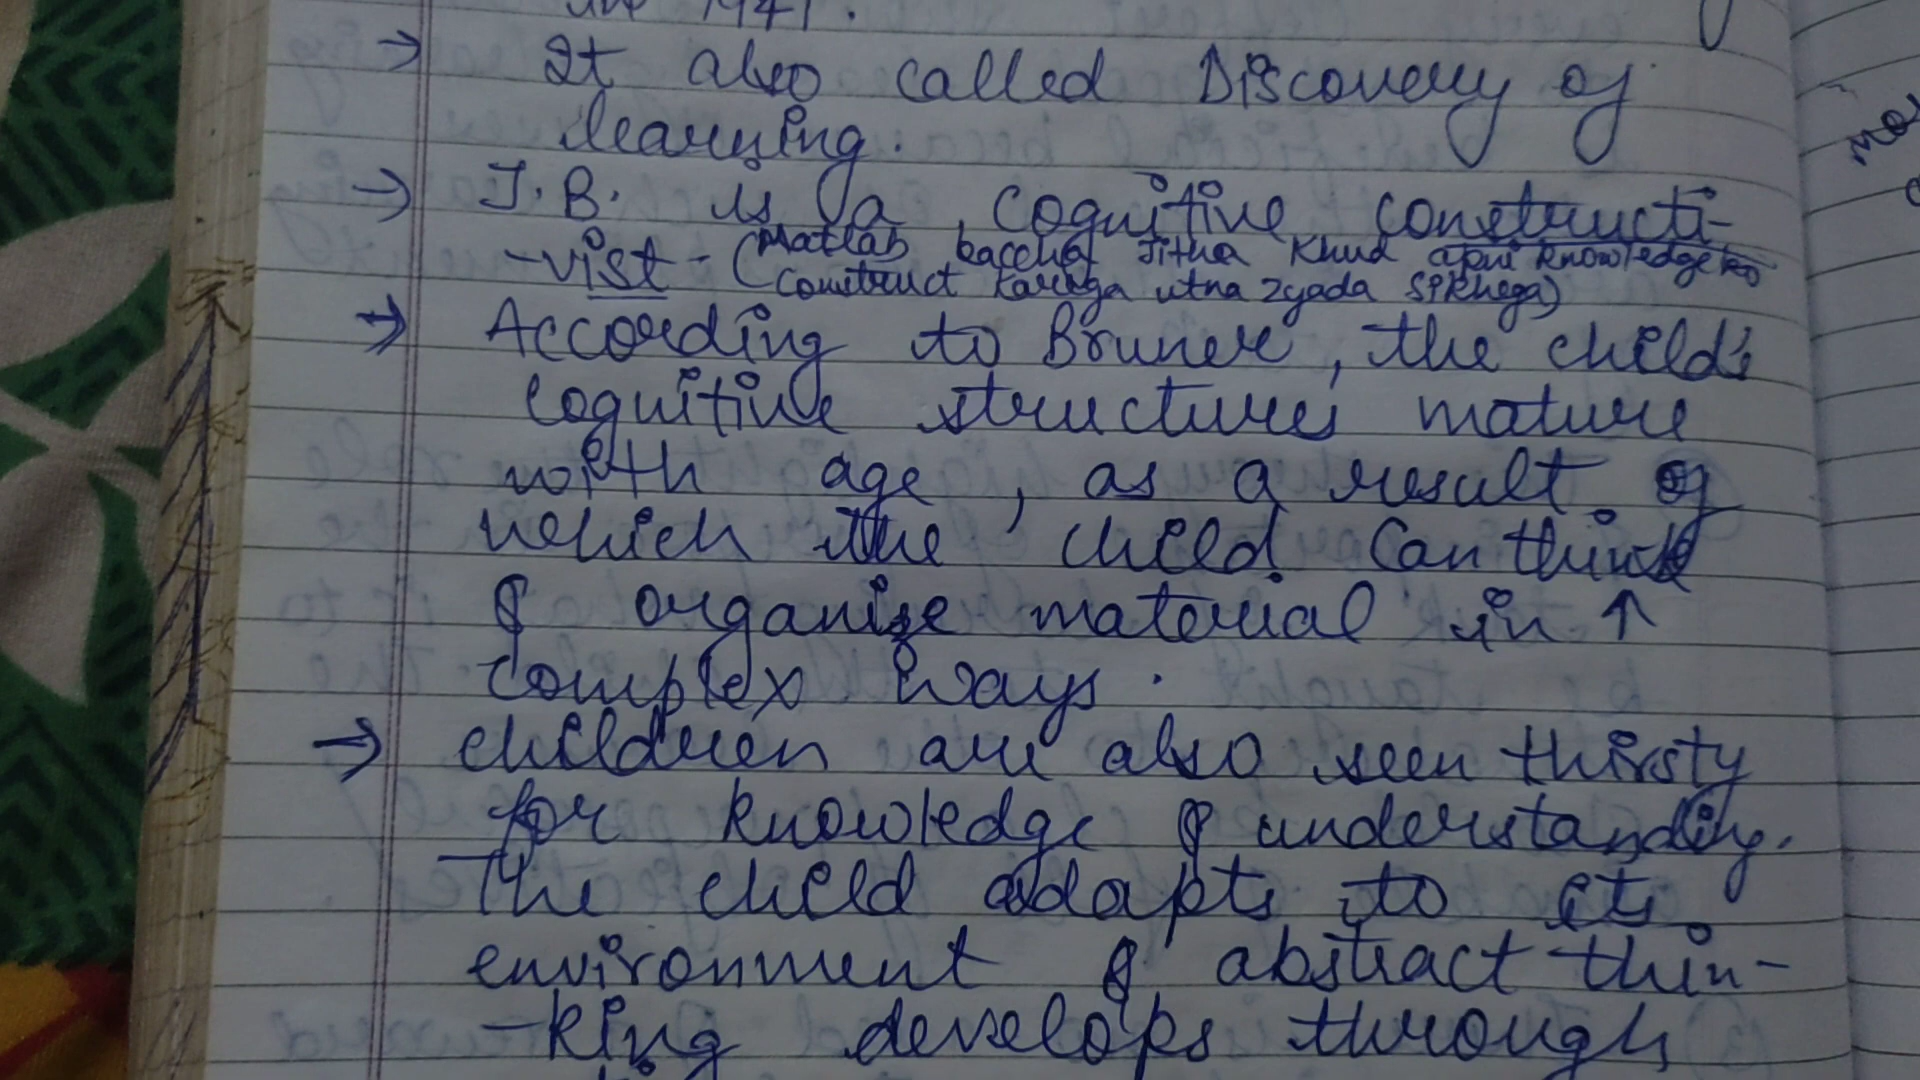 1941.
→ It also called Discovery of
learning.
→ J.B. is a cognitive constructi-
-vist - (Matlab baccha jitna khud apni knowledge ko
construct karega utna zyada sikhega)
→ According to Bruner, the child's
cognitive structures mature
with age, as a result of
which the child can think
& organise material in ↑
complex ways.
→ children are also seen thirsty
for knowledge & understanding.
The child adapts to its
environment & abstract thin-
-king develops through